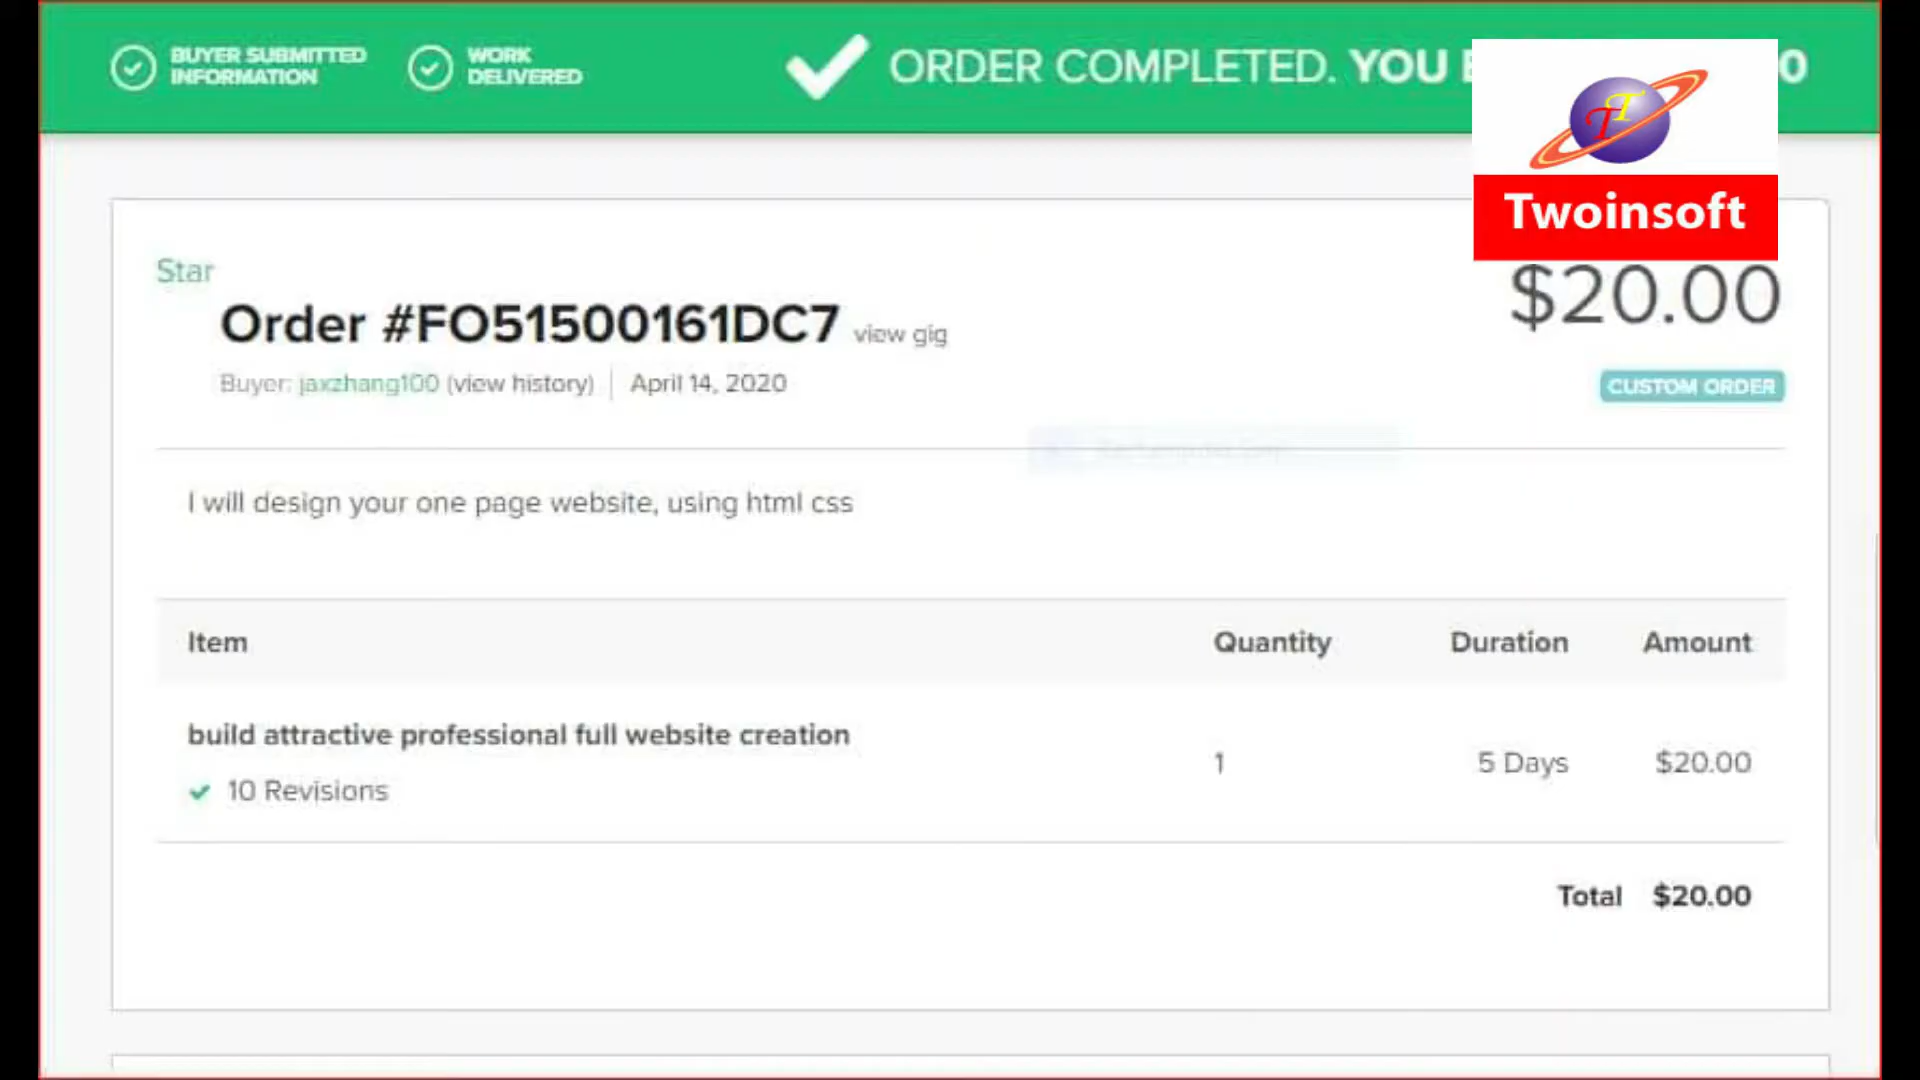 BUYER SUBMITTED
INFORMATION
WORK
DELIVERED
ORDER COMPLETED. YOU
TT
Twoinsoft
Star
$20.00
Order #FO51500161DC7 view gig
Buyer: jaxzhang100 (view history) | April 14, 2020
CUSTOM ORDER
I will design your one page website, using html css
Item Quantity Duration Amount
build attractive professional full website creation
1 5 Days $20.00
10 Revisions
Total $20.00